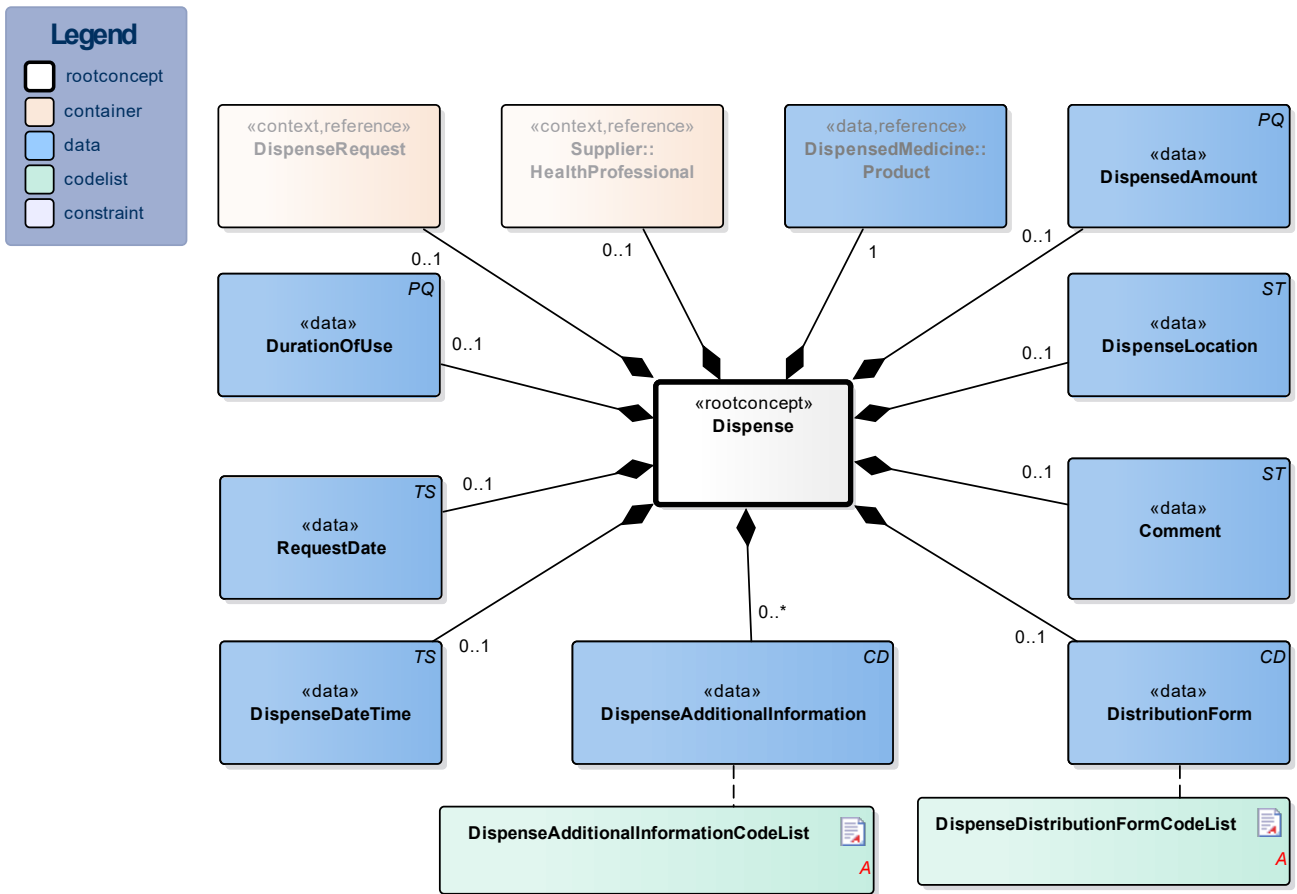 Legend
rootconcept
container
data
codelist
constraint
«context,reference»
DispenseRequest
«context,reference»
Supplier::
HealthProfessional
«data,reference»
DispensedMedicine::
Product
PQ
«data»
DispensedAmount
0..1
0..1
1
0..1
PQ
«data»
DurationOfUse
0..1
ST
«data»
DispenseLocation
0..1
«rootconcept»
Dispense
TS
«data»
RequestDate
0..1
ST
«data»
Comment
0..1
TS
«data»
DispenseDateTime
0..1
CD
«data»
DispenseAdditionalInformation
0..*
CD
«data»
DistributionForm
0..1
DispenseAdditionalInformationCodeList
A
DispenseDistributionFormCodeList
A